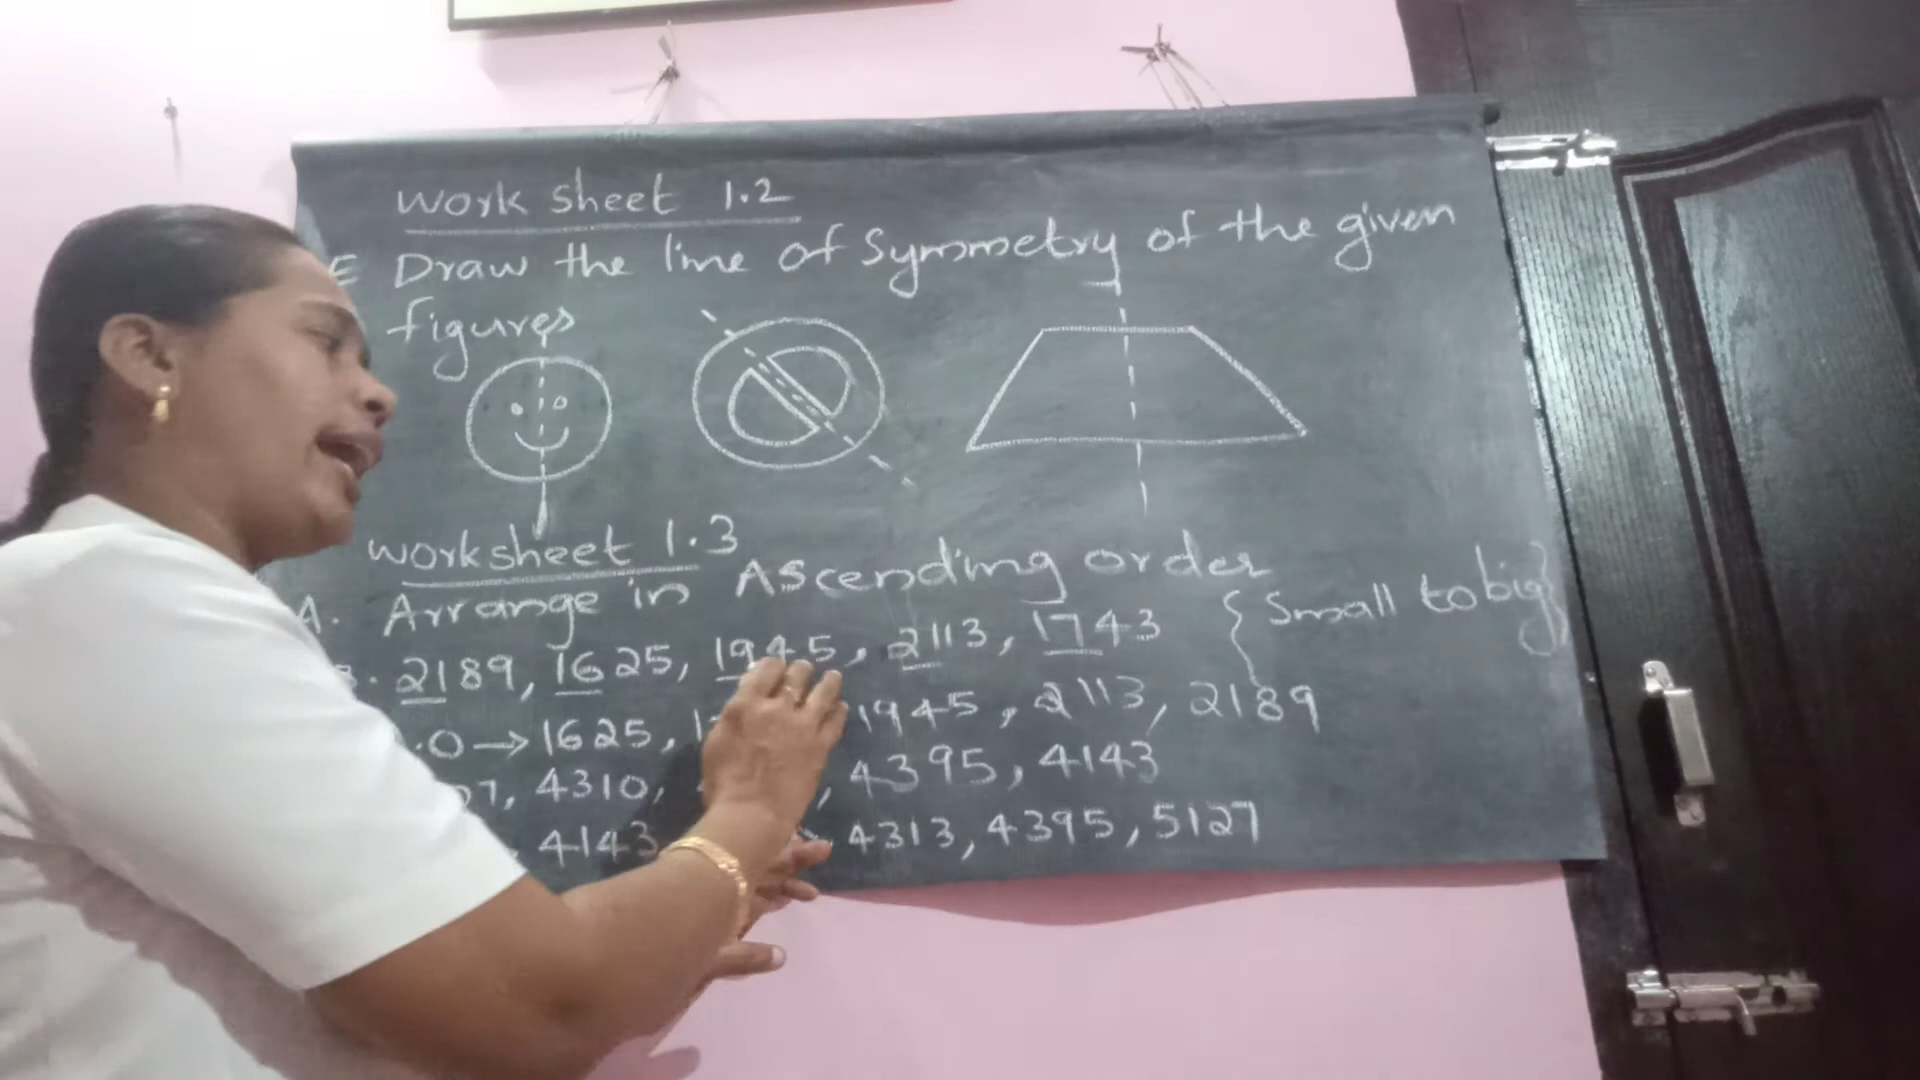 Work sheet 1.2
E Draw the line of Symmetry of the given
figures
worksheet 1.3
A. Arrange in Ascending order {Small to big}
B. 2189, 1625, 1945, 2113, 1743
.O→1625, 1945, 2113, 2189
4310, 4395, 4143
4143 4313, 4395, 5127